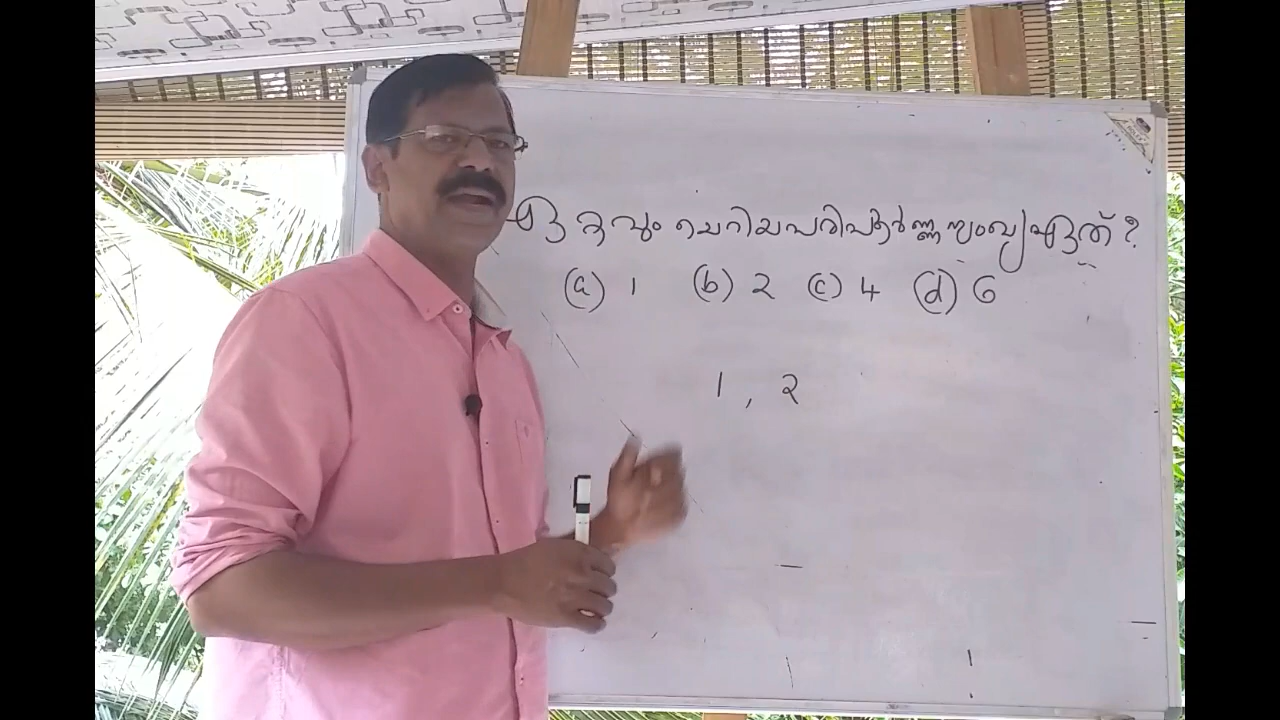 ഏറ്റവും ചെറിയ പരിപൂർണ്ണ സംഖ്യ ഏത് ?
(a) 1 (b) 2 (c) 4 (d) 6
1 , 2